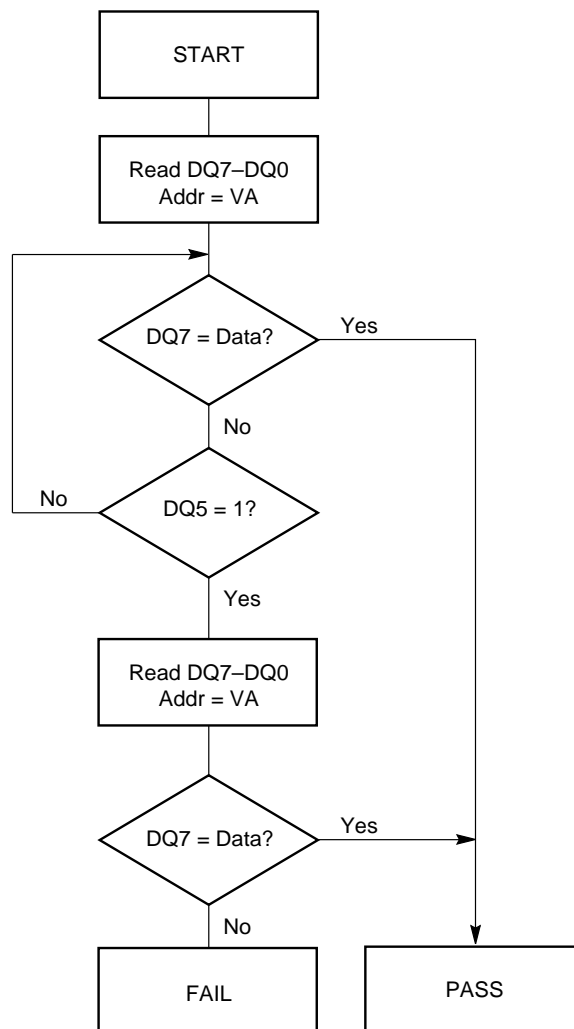 START
Read DQ7–DQ0
Addr = VA
DQ7 = Data?
Yes
No
No
DQ5 = 1?
Yes
Read DQ7–DQ0
Addr = VA
DQ7 = Data?
Yes
No
FAIL
PASS